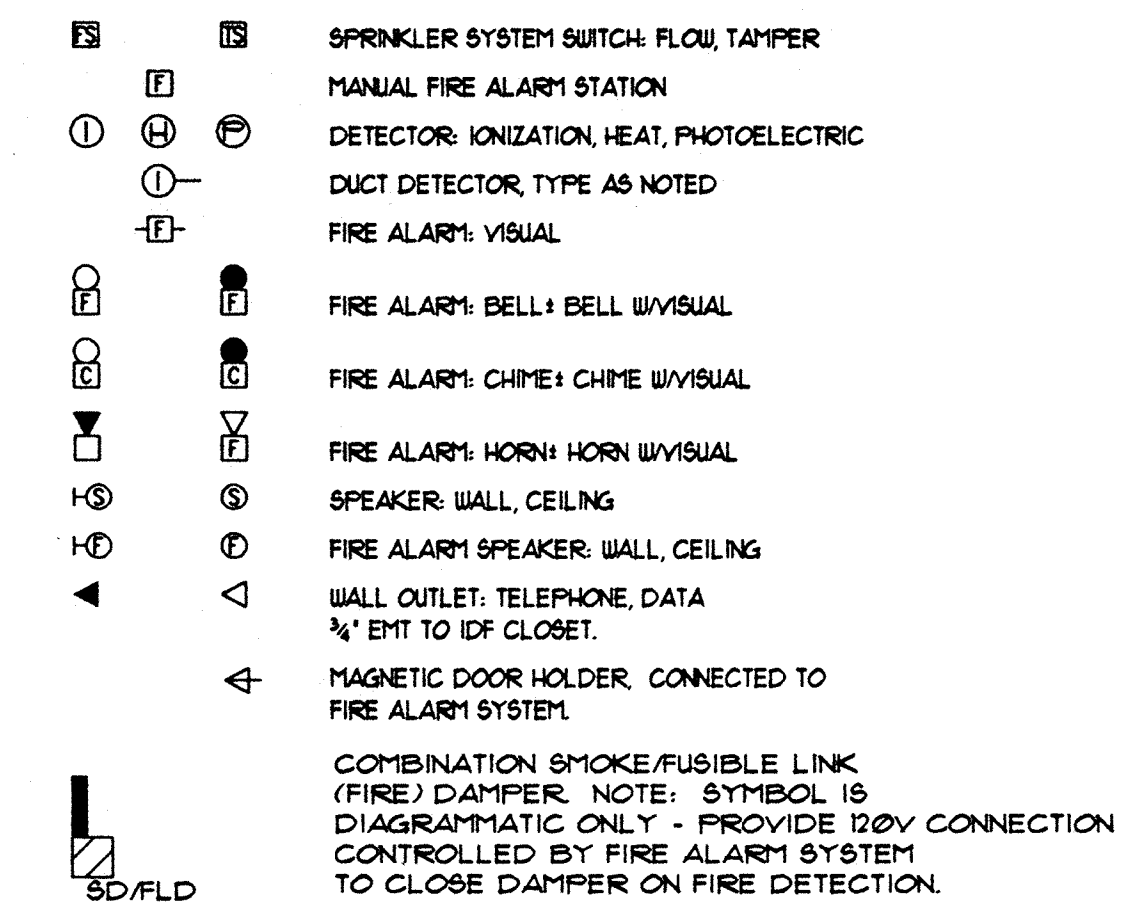 FS TS SPRINKLER SYSTEM SWITCH: FLOW, TAMPER
F MANUAL FIRE ALARM STATION
I H P DETECTOR: IONIZATION, HEAT, PHOTOELECTRIC
I DUCT DETECTOR, TYPE AS NOTED
F FIRE ALARM: VISUAL
F F FIRE ALARM: BELL: BELL W/VISUAL
C C FIRE ALARM: CHIME: CHIME W/VISUAL
F FIRE ALARM: HORN: HORN W/VISUAL
S S SPEAKER: WALL, CEILING
F F FIRE ALARM SPEAKER: WALL, CEILING
WALL OUTLET: TELEPHONE, DATA
3/4" EMT TO IDF CLOSET.
MAGNETIC DOOR HOLDER, CONNECTED TO
FIRE ALARM SYSTEM.
COMBINATION SMOKE/FUSIBLE LINK
(FIRE) DAMPER NOTE: SYMBOL IS
DIAGRAMMATIC ONLY - PROVIDE 120V CONNECTION
CONTROLLED BY FIRE ALARM SYSTEM
TO CLOSE DAMPER ON FIRE DETECTION.
SD/FLD